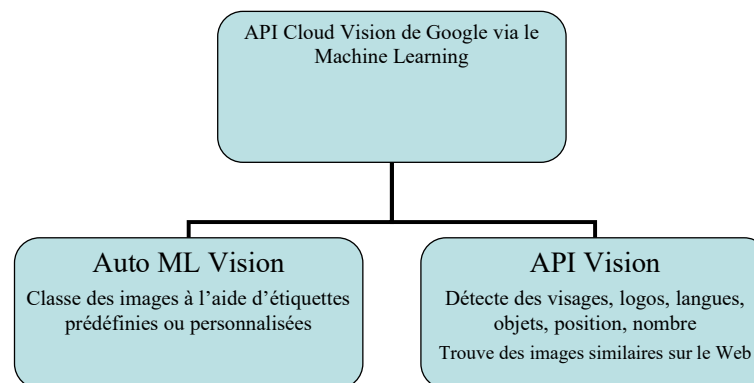 API Cloud Vision de Google via le
Machine Learning
Auto ML Vision
Classe des images à l’aide d’étiquettes
prédéfinies ou personnalisées
API Vision
Détecte des visages, logos, langues,
objets, position, nombre
Trouve des images similaires sur le Web